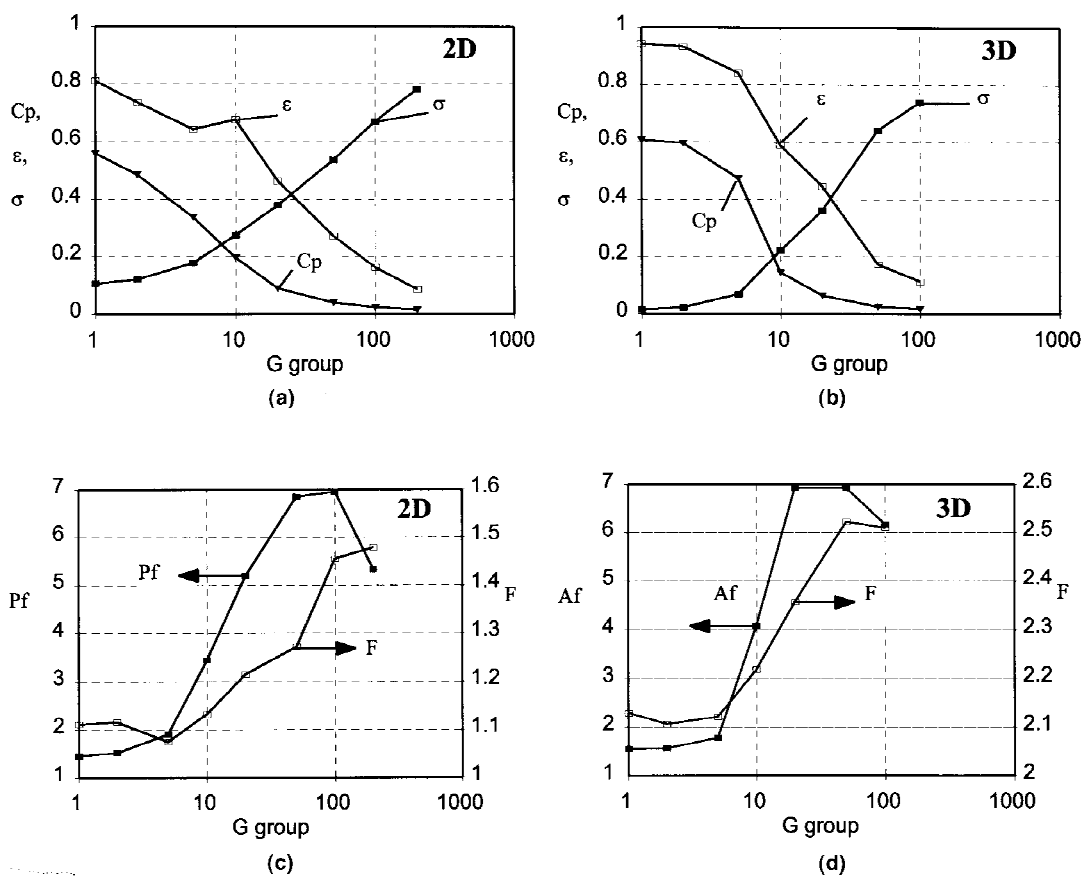 1
2D
0.8
ε
σ
Cp,
0.6
ε,
0.4
σ
0.2
Cp
0
1 10 100 1000
G group
(a)
1
3D
0.8
ε
σ
Cp,
0.6
ε,
0.4
Cp
σ
0.2
0
1 10 100 1000
G group
(b)
7 1.6
2D
6 1.5
Pf
5 1.4
Pf F
4 1.3
F
3 1.2
2 1.1
1 1
1 10 100 1000
G group
(c)
7 2.6
3D
6 2.5
5 2.4
Af Af F F
4 2.3
3 2.2
2 2.1
1 2
1 10 100 1000
G group
(d)